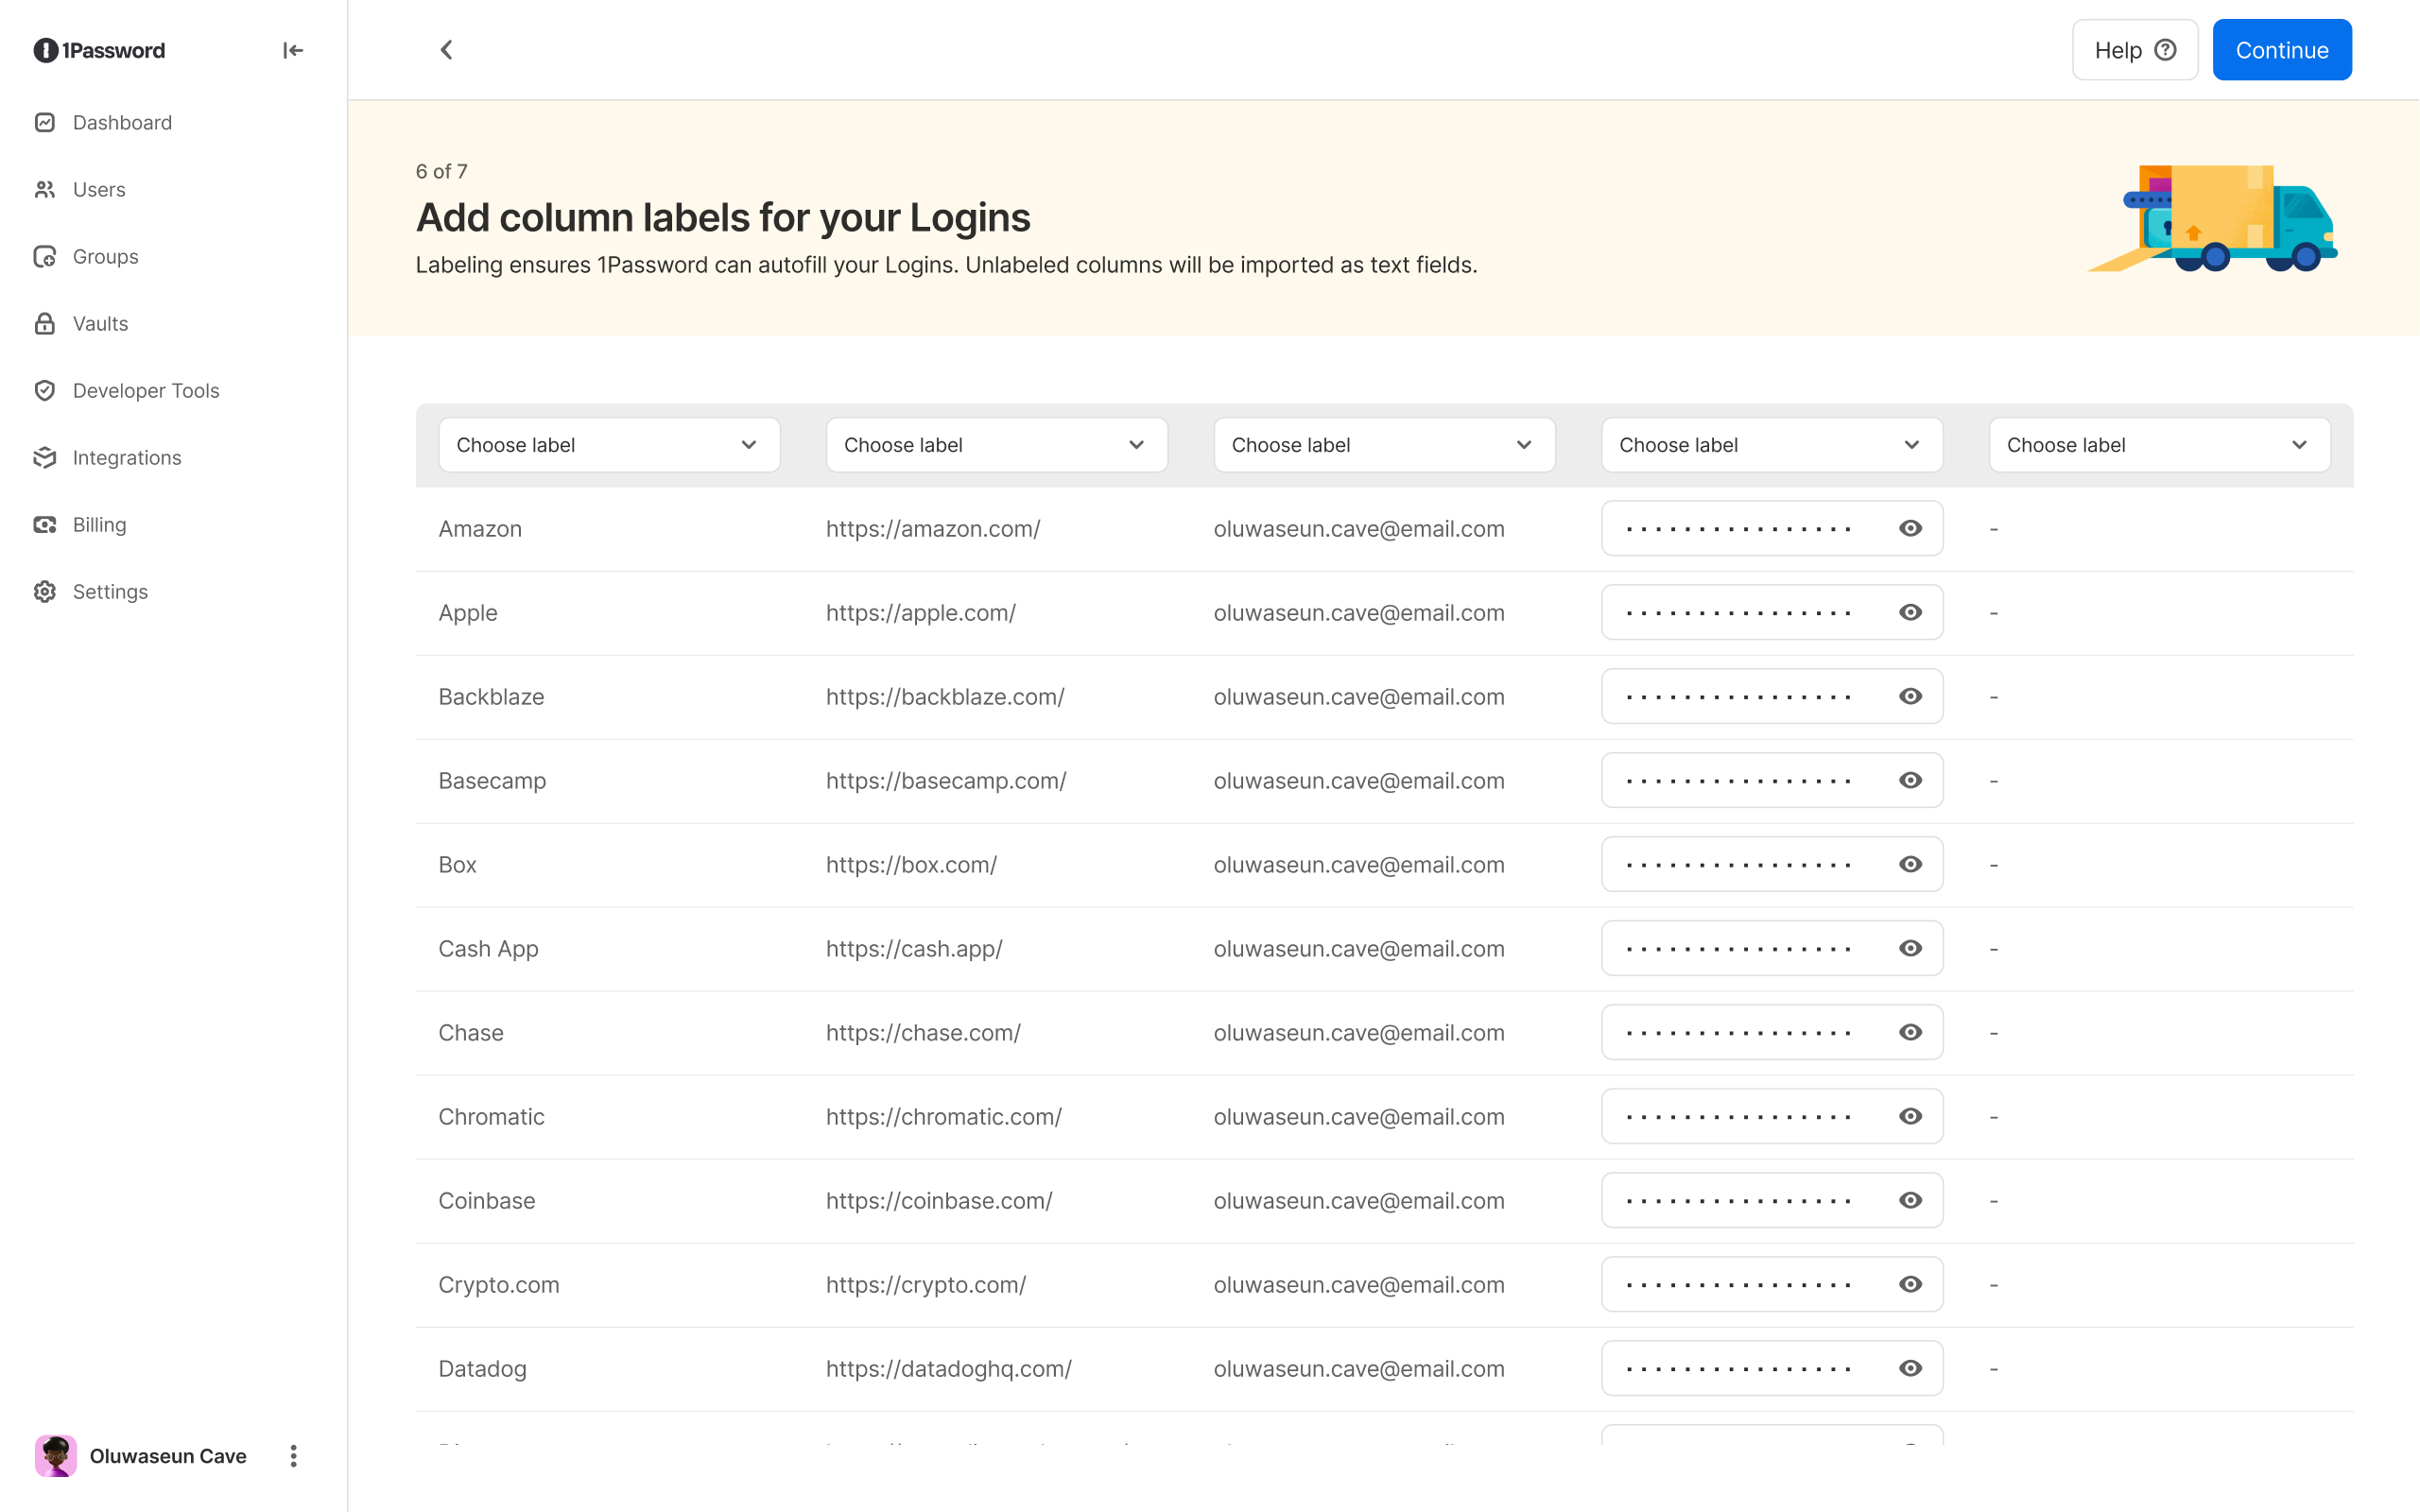 1Password
Dashboard
Users
Groups
Vaults
Developer Tools
Integrations
Billing
Settings
Oluwaseun Cave
Help
Continue
6 of 7
Add column labels for your Logins
Labeling ensures 1Password can autofill your Logins. Unlabeled columns will be imported as text fields.
Choose label Choose label Choose label Choose label Choose label
Amazon https://amazon.com/ oluwaseun.cave@email.com ················ -
Apple https://apple.com/ oluwaseun.cave@email.com ················ -
Backblaze https://backblaze.com/ oluwaseun.cave@email.com ················ -
Basecamp https://basecamp.com/ oluwaseun.cave@email.com ················ -
Box https://box.com/ oluwaseun.cave@email.com ················ -
Cash App https://cash.app/ oluwaseun.cave@email.com ················ -
Chase https://chase.com/ oluwaseun.cave@email.com ················ -
Chromatic https://chromatic.com/ oluwaseun.cave@email.com ················ -
Coinbase https://coinbase.com/ oluwaseun.cave@email.com ················ -
Crypto.com https://crypto.com/ oluwaseun.cave@email.com ················ -
Datadog https://datadoghq.com/ oluwaseun.cave@email.com ················ -